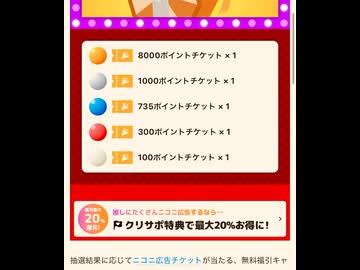 8000ポイントチケット × 1
1000ポイントチケット × 1
735ポイントチケット × 1
300ポイントチケット × 1
100ポイントチケット × 1
毎月最大
20%
還元!
推しにたくさんニコニ広告するなら…
クリサポ特典で最大20%お得に!
抽選結果に応じてニコニ広告チケットが当たる、無料福引キャ